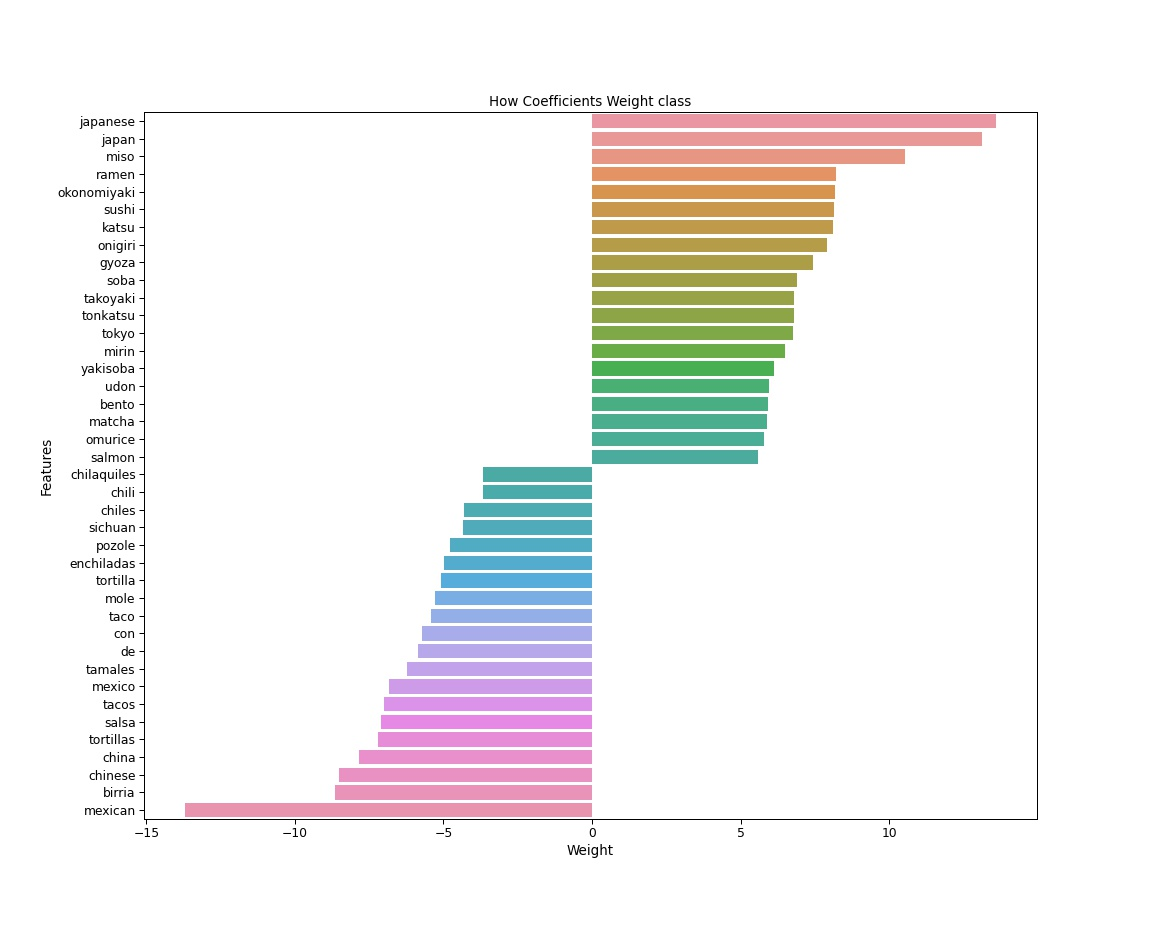 How Coefficients Weight class
japanese
japan
miso
ramen
okonomiyaki
sushi
katsu
onigiri
gyoza
soba
takoyaki
tonkatsu
tokyo
mirin
yakisoba
udon
bento
matcha
omurice
salmon
chilaquiles
chili
chiles
sichuan
pozole
enchiladas
tortilla
mole
taco
con
de
tamales
mexico
tacos
salsa
tortillas
china
chinese
birria
mexican
Features
−15 −10 −5 0 5 10
Weight